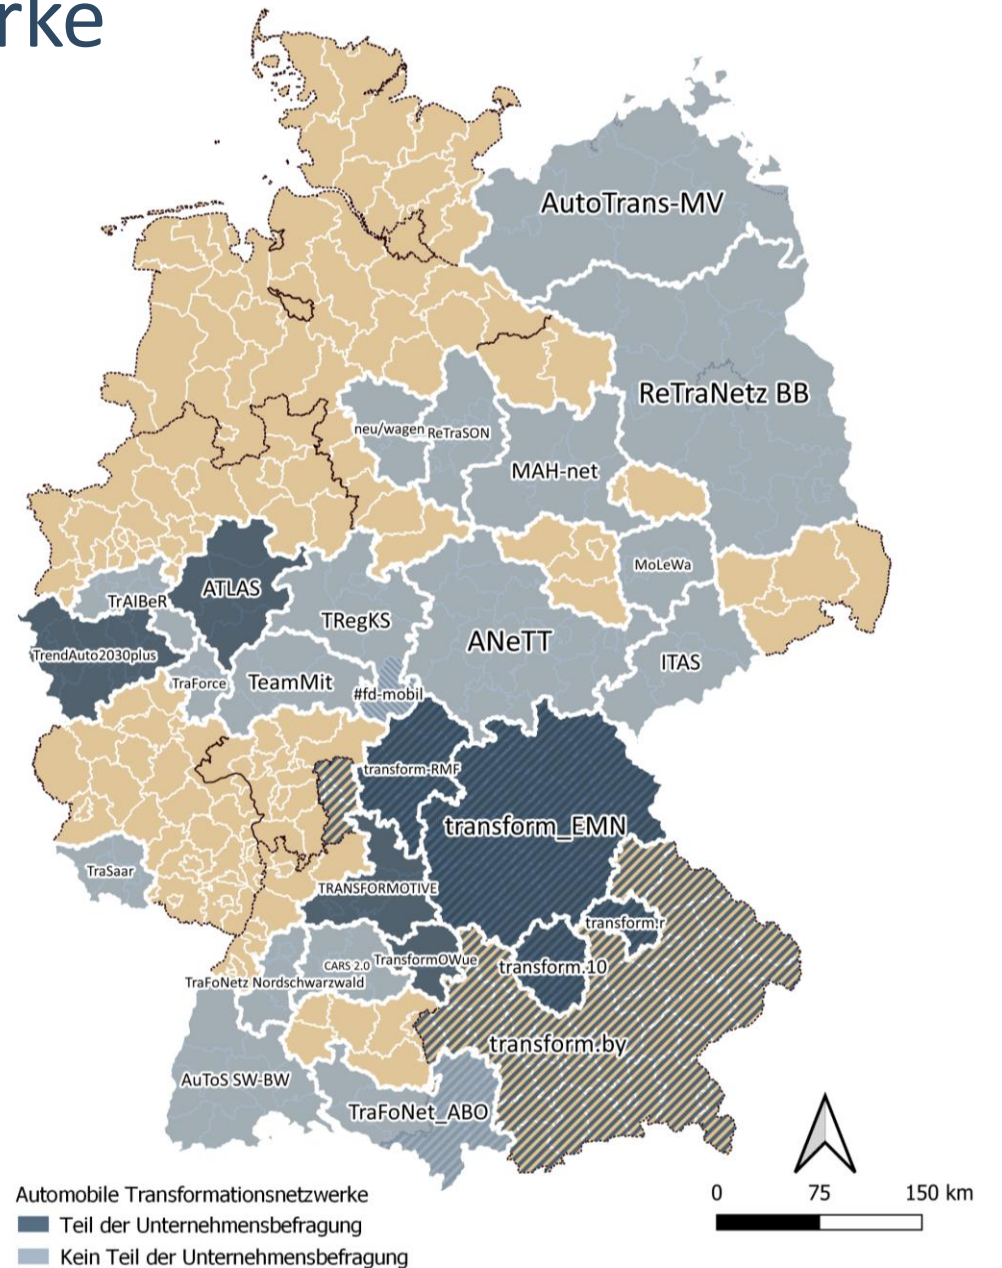 rke
AutoTrans-MV
ReTraNetz BB
neu/wagen
ReTraSON
MAH-net
MoLeWa
ATLAS
TrAIBeR
TRegKS
ANeTT
TrendAuto2030plus
ITAS
TraForce
TeamMit
#fd-mobil
transform-RMF
transform_EMN
TraSaar
TRANSFORMOTIVE
transform.r
TransformOWue
CARS 2.0
transform.10
TraFoNetz Nordschwarzwald
transform.by
AuToS SW-BW
TraFoNet_ABO
0 75 150 km
Automobile Transformationsnetzwerke
Teil der Unternehmensbefragung
Kein Teil der Unternehmensbefragung